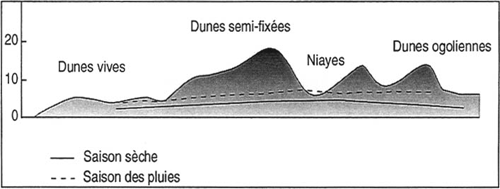 Dunes semi-fixées
20
Dunes vives
Niayes
Dunes ogoliennes
10
0
Saison sèche
Saison des pluies